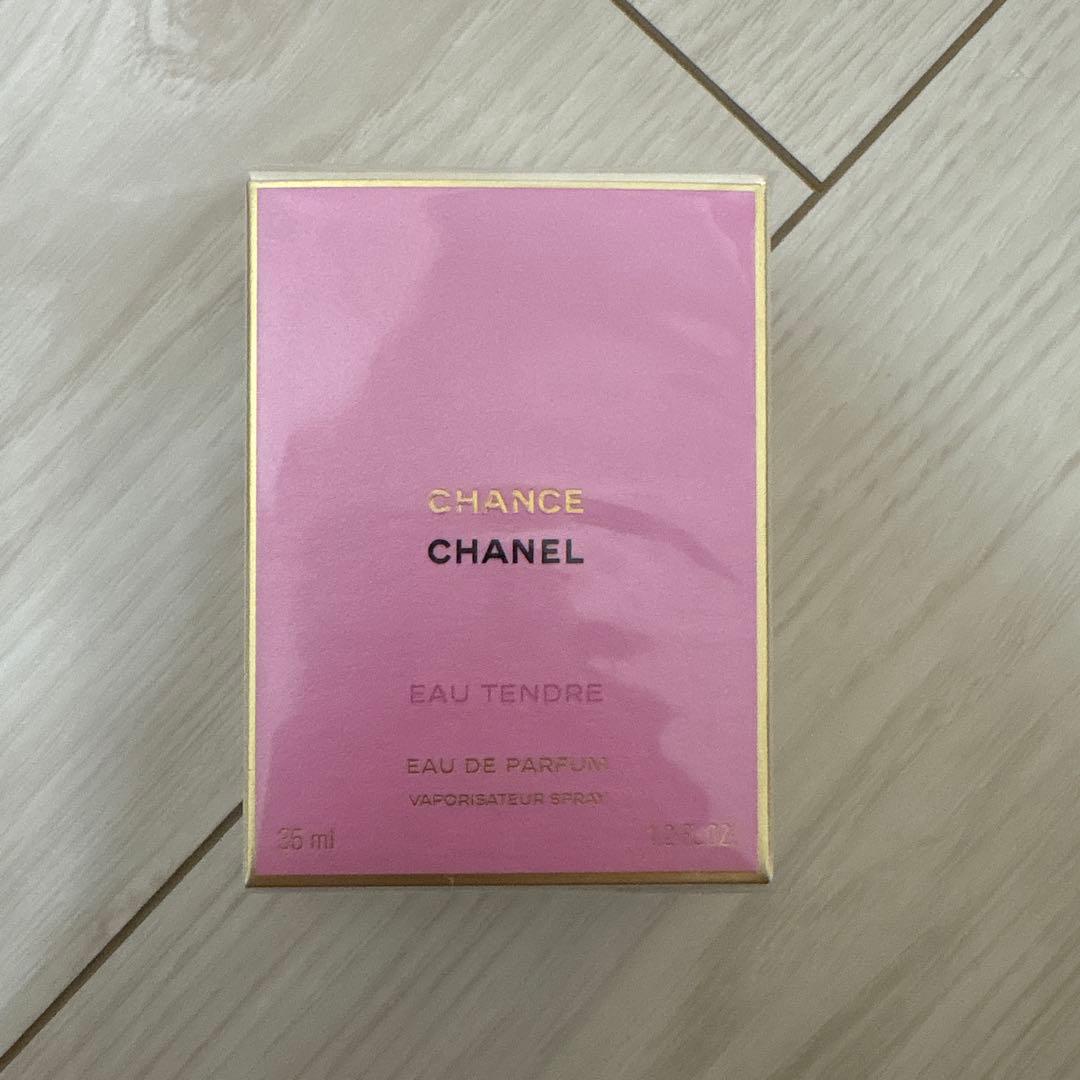 CHANCE
CHANEL
EAU TENDRE
EAU DE PARFUM
VAPORISATEUR SPRAY
35 ml